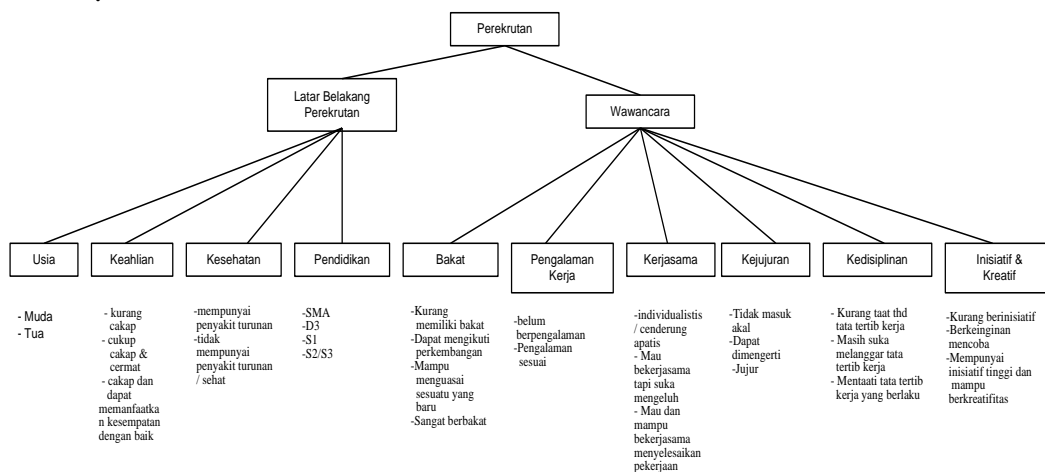 Perekrutan
Latar Belakang
Perekrutan
Wawancara
Usia
Keahlian
Kesehatan
Pendidikan
Bakat
Pengalaman
Kerja
Kerjasama
Kejujuran
Kedisiplinan
Inisiatif &
Kreatif
- Muda
- Tua
- kurang
cakap
- cukup
cakap &
cermat
- cakap dan
dapat
memanfaatka
n kesempatan
dengan baik
-mempunyai
penyakit turunan
-tidak
mempunyai
penyakit turunan
/ sehat
-SMA
-D3
-S1
-S2/S3
-Kurang
memiliki bakat
-Dapat mengikuti
perkembangan
-Mampu
menguasai
sesuatu yang
baru
-Sangat berbakat
-belum
berpengalaman
-Pengalaman
sesuai
-individualistis
/ cenderung
apatis
- Mau
bekerjasama
tapi suka
mengeluh
- Mau dan
mampu
bekerjasama
menyelesaikan
pekerjaan
-Tidak masuk
akal
-Dapat
dimengerti
-Jujur
- Kurang taat thd
tata tertib kerja
- Masih suka
melanggar tata
tertib kerja
- Mentaati tata tertib
kerja yang berlaku
-Kurang berinisiatif
-Berkeinginan
mencoba
-Mempunyai
inisiatif tinggi dan
mampu
berkreatifitas